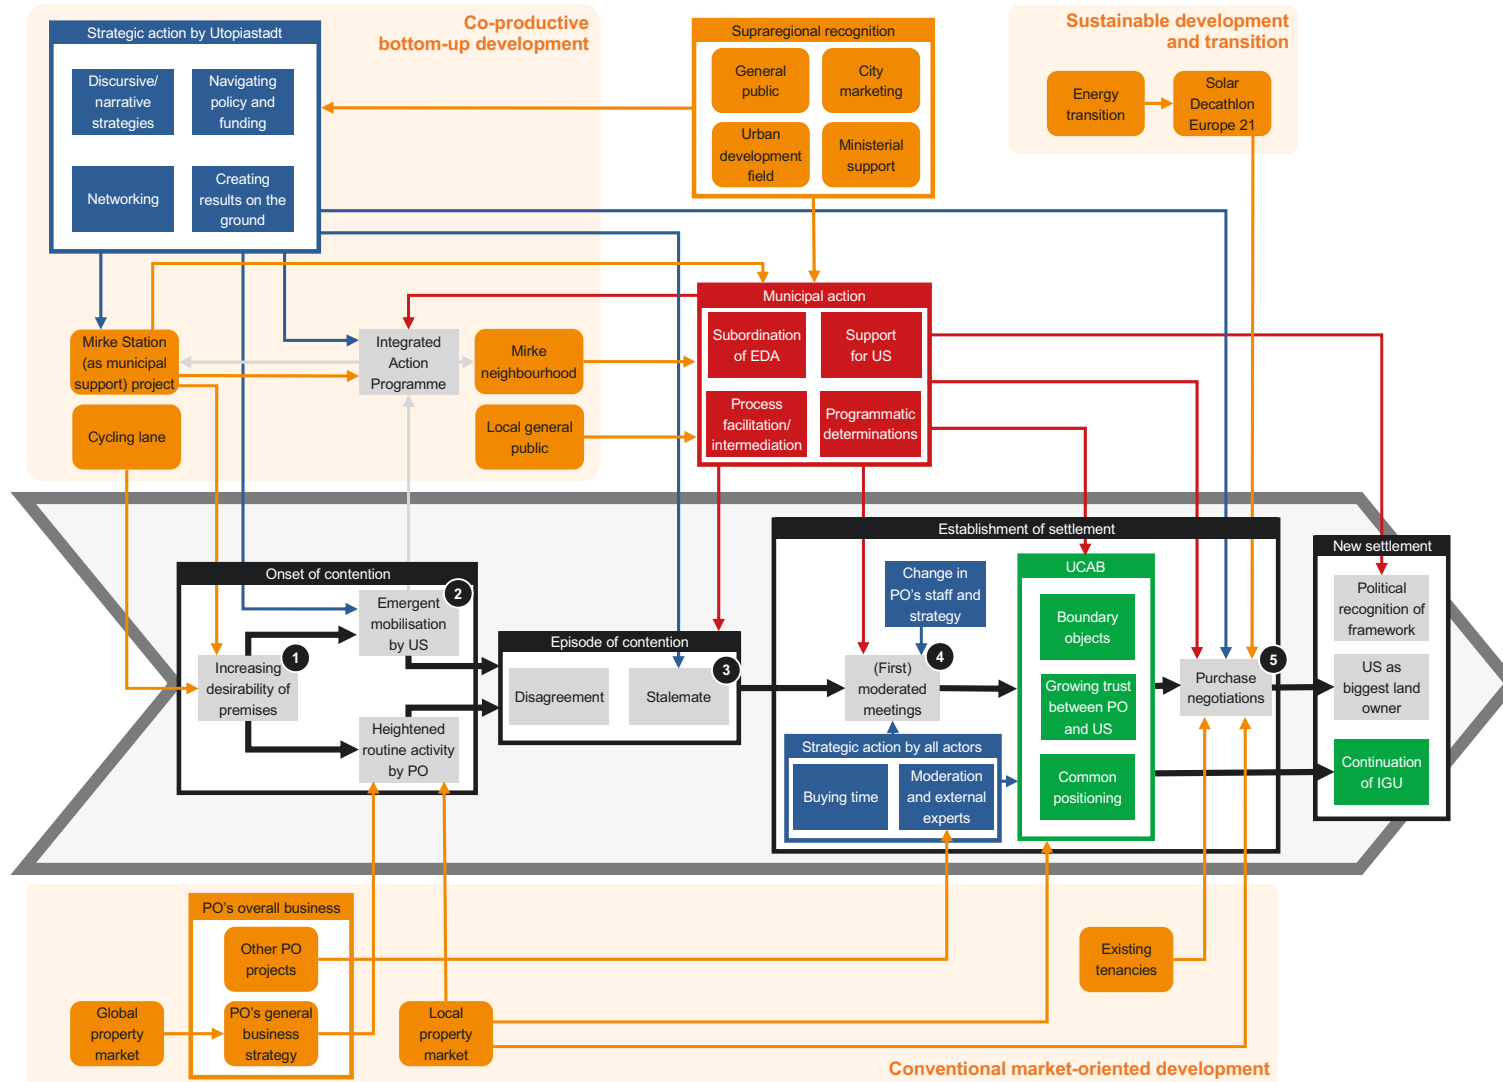 Co-productive
bottom-up development
Strategic action by Utopiastadt
Discursive/
narrative
strategies
Navigating
policy and
funding
Networking
Creating
results on the
ground
Supraregional recognition
General
public
City
marketing
Urban
development
field
Ministerial
support
Sustainable development
and transition
Energy
transition
Solar
Decathlon
Europe 21
Mirke Station
(as municipal
support) project
Cycling lane
Integrated
Action
Programme
Mirke
neighbourhood
Local general
public
Municipal action
Subordination
of EDA
Support
for US
Process
facilitation/
intermediation
Programmatic
determinations
Onset of contention
Increasing
desirability of
premises
1
Emergent
mobilisation
by US
2
Heightened
routine activity
by PO
Episode of contention
Disagreement
Stalemate
3
Establishment of settlement
Change in
PO's staff and
strategy
(First)
moderated
meetings
4
Strategic action by all actors
Buying time
Moderation
and external
experts
UCAB
Boundary
objects
Growing trust
between PO
and US
Common
positioning
Purchase
negotiations
5
New settlement
Political
recognition of
framework
US as
biggest land
owner
Continuation
of IGU
PO's overall business
Other PO
projects
PO's general
business
strategy
Global
property
market
Local
property
market
Existing
tenancies
Conventional market-oriented development